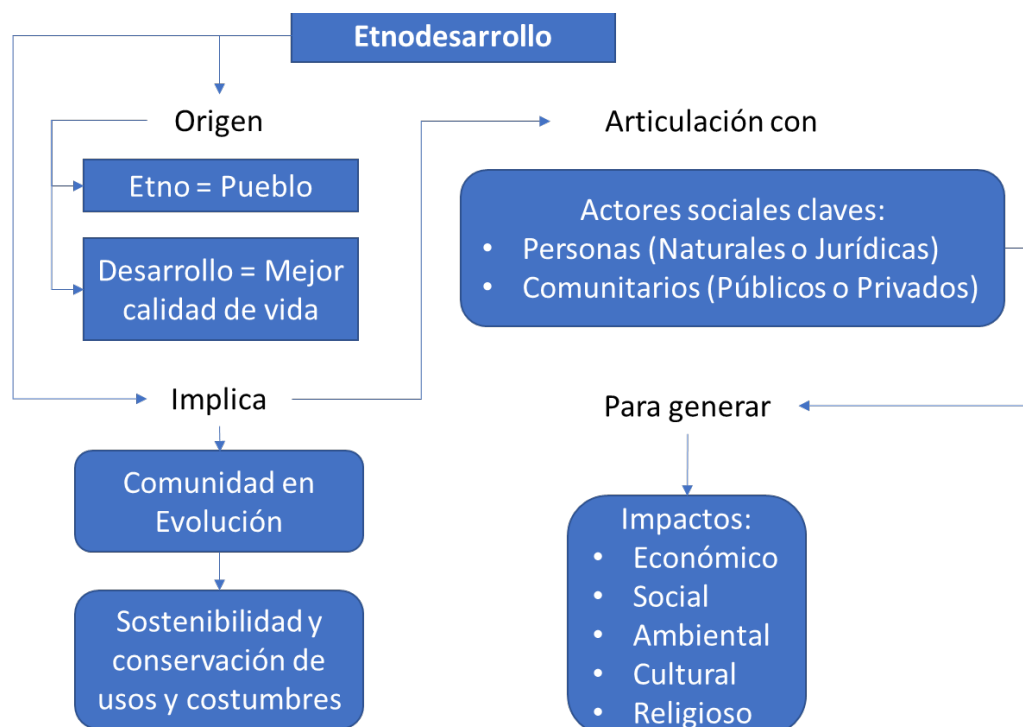 Etnodesarrollo
Origen
Etno = Pueblo
Desarrollo = Mejor
calidad de vida
Implica
Comunidad en
Evolución
Sostenibilidad y
conservación de
usos y costumbres
Articulación con
Actores sociales claves:
• Personas (Naturales o Jurídicas)
• Comunitarios (Públicos o Privados)
Para generar
Impactos:
• Económico
• Social
• Ambiental
• Cultural
• Religioso